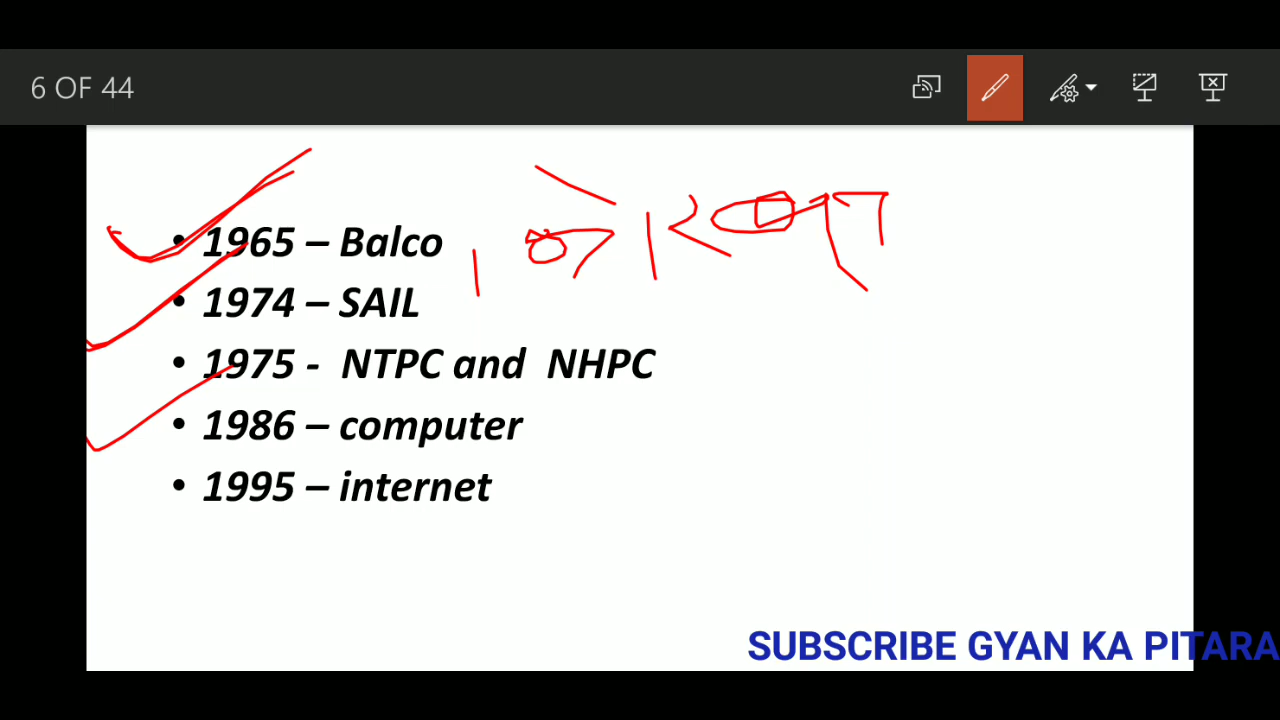 6 OF 44
• 1965 – Balco
• 1974 – SAIL
• 1975 - NTPC and NHPC
• 1986 – computer
• 1995 – internet
SUBSCRIBE GYAN KA PITARA